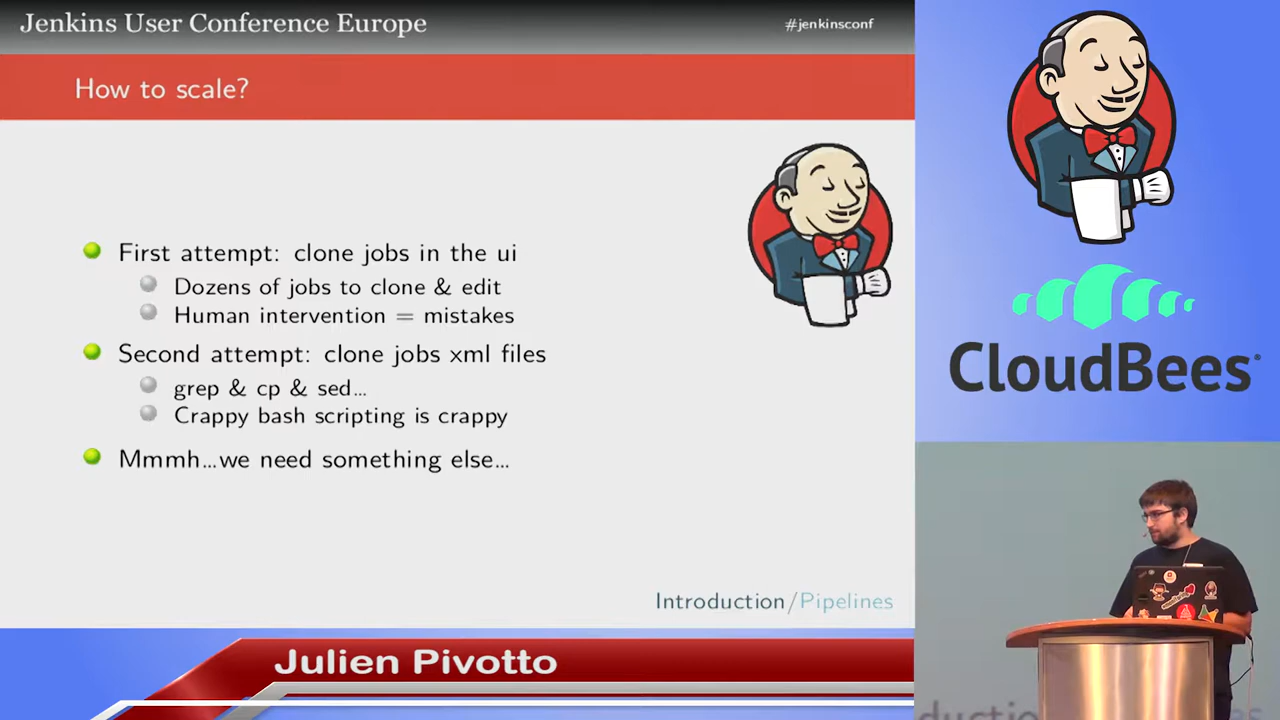 Jenkins User Conference Europe
#jenkinsconf
How to scale?
First attempt: clone jobs in the ui
Dozens of jobs to clone & edit
Human intervention = mistakes
Second attempt: clone jobs xml files
grep & cp & sed...
Crappy bash scripting is crappy
Mmmh...we need something else...
Introduction/Pipelines
Julien Pivotto
CloudBees